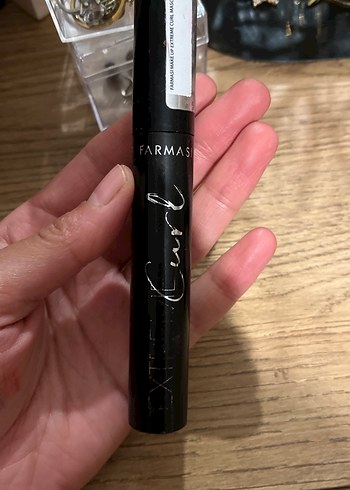 FARMASI MAKE UP EXTREME CURL MASC
FARMASI
EXTREME
Curl